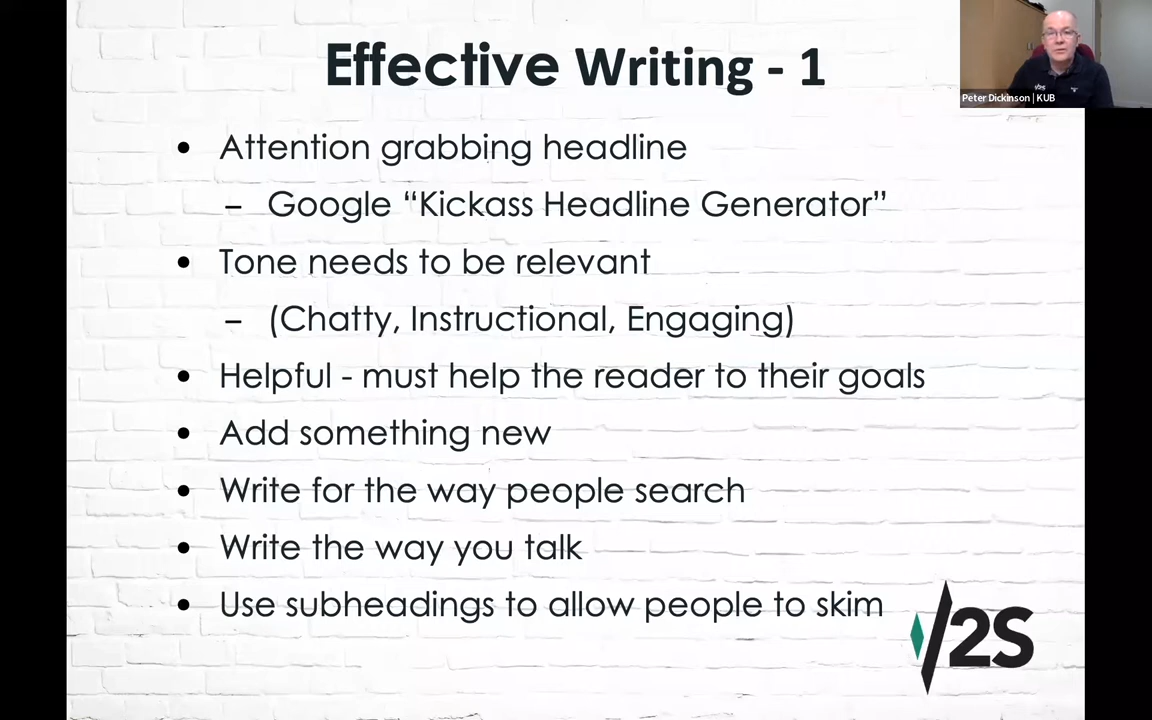 Effective Writing - 1
Peter Dickinson | KUB
• Attention grabbing headline
– Google “Kickass Headline Generator”
• Tone needs to be relevant
– (Chatty, Instructional, Engaging)
• Helpful - must help the reader to their goals
• Add something new
• Write for the way people search
• Write the way you talk
• Use subheadings to allow people to skim
/2S